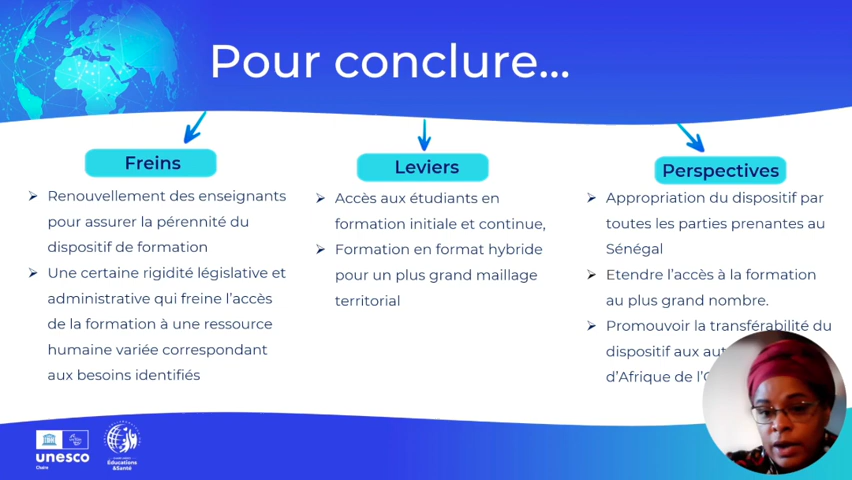 Pour conclure...
Freins
Renouvellement des enseignants
pour assurer la pérennité du
dispositif de formation
Une certaine rigidité législative et
administrative qui freine l'accès
de la formation à une ressource
humaine variée correspondant
aux besoins identifiés
Leviers
Accès aux étudiants en
formation initiale et continue,
Formation en format hybride
pour un plus grand maillage
territorial
Perspectives
Appropriation du dispositif par
toutes les parties prenantes au
Sénégal
Etendre l'accès à la formation
au plus grand nombre.
Promouvoir la transférabilité du
dispositif aux
d'Afrique de
unesco
Chaire
Éducations
&Santé